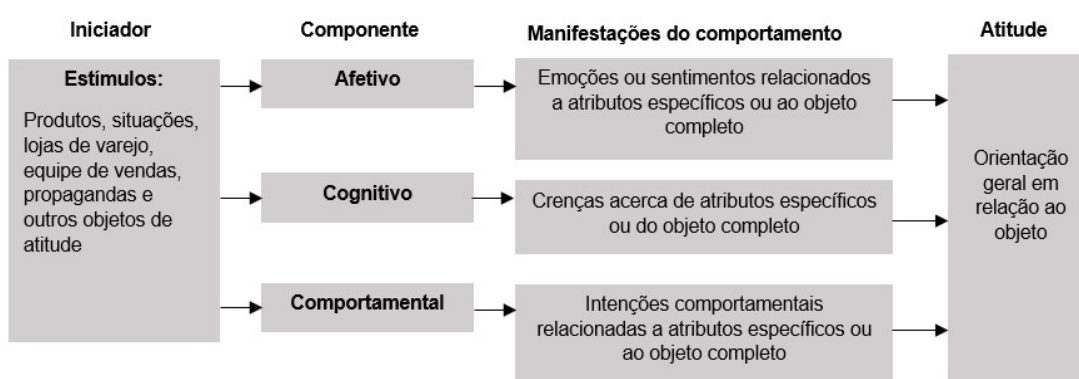 Iniciador
Componente
Manifestações do comportamento
Atitude
Estímulos:
Produtos, situações,
lojas de varejo,
equipe de vendas,
propagandas e
outros objetos de
atitude
Afetivo
Emoções ou sentimentos relacionados
a atributos específicos ou ao objeto
completo
Cognitivo
Crenças acerca de atributos específicos
ou do objeto completo
Comportamental
Intenções comportamentais
relacionadas a atributos específicos ou
ao objeto completo
Orientação
geral em
relação ao
objeto